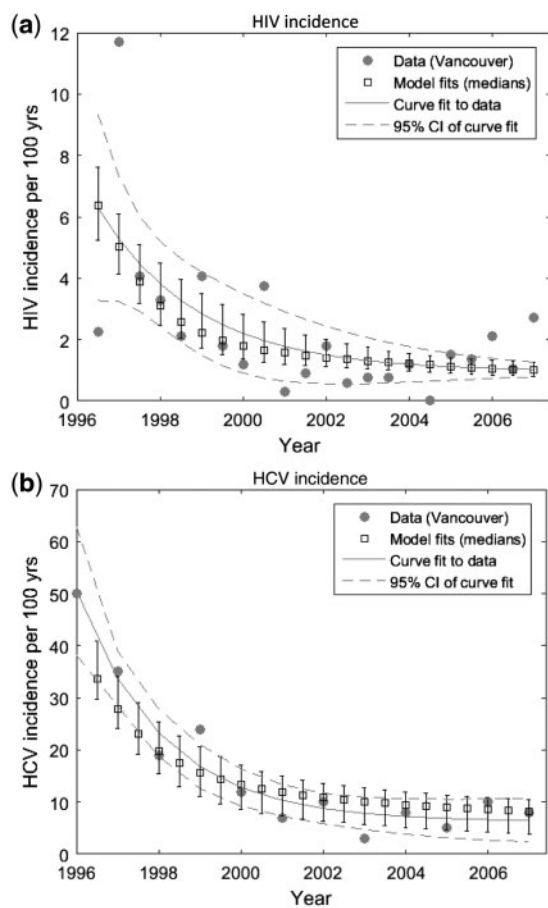 (a)
HIV incidence
12
10
8
6
4
2
0
HIV incidence per 100 yrs
Data (Vancouver)
Model fits (medians)
Curve fit to data
95% CI of curve fit
1996 1998 2000 2002 2004 2006
Year
(b)
HCV incidence
70
60
50
40
30
20
10
0
HCV incidence per 100 yrs
Data (Vancouver)
Model fits (medians)
Curve fit to data
95% CI of curve fit
1996 1998 2000 2002 2004 2006
Year